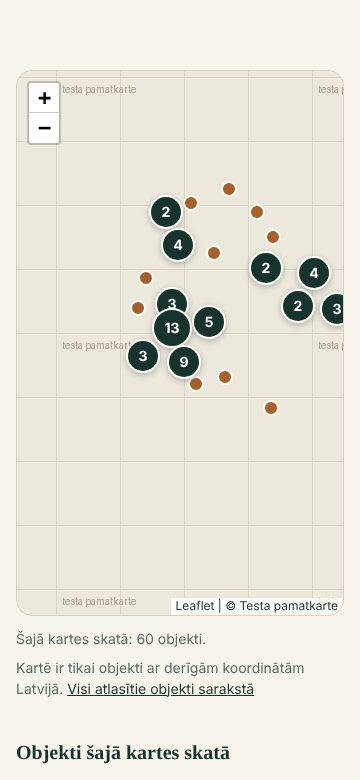 +
testa pamatkarte
testa p
−
2
4
2
4
2
3
3
13
5
testa pamatkarte
testa p
3
9
testa pamatkarte
Leaflet | © Testa pamatkarte
Šajā kartes skatā: 60 objekti.
Kartē ir tikai objekti ar derīgām koordinātām
Latvijā. Visi atlasītie objekti sarakstā
Objekti šajā kartes skatā